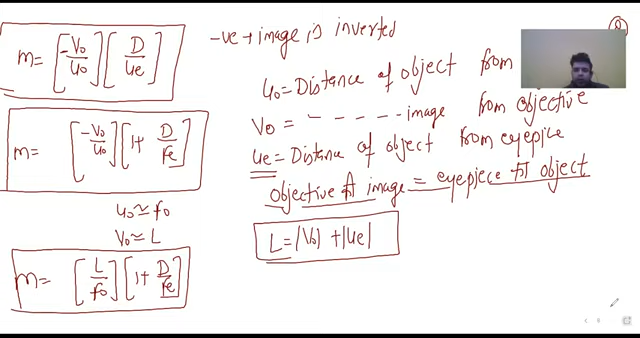 m = [-V₀/u₀] [D/ue]
-ve → image is inverted
u₀ = Distance of object from
V₀ = - - - - - image from objective
m = [-V₀/u₀] [1+ D/fe]
ue = Distance of object from eyepice
objective की image = eyepiece का object
u₀ ≃ f₀
V₀ ≃ L
L = |V₀| + |ue|
m = [L/f₀] [1+ D/fe]